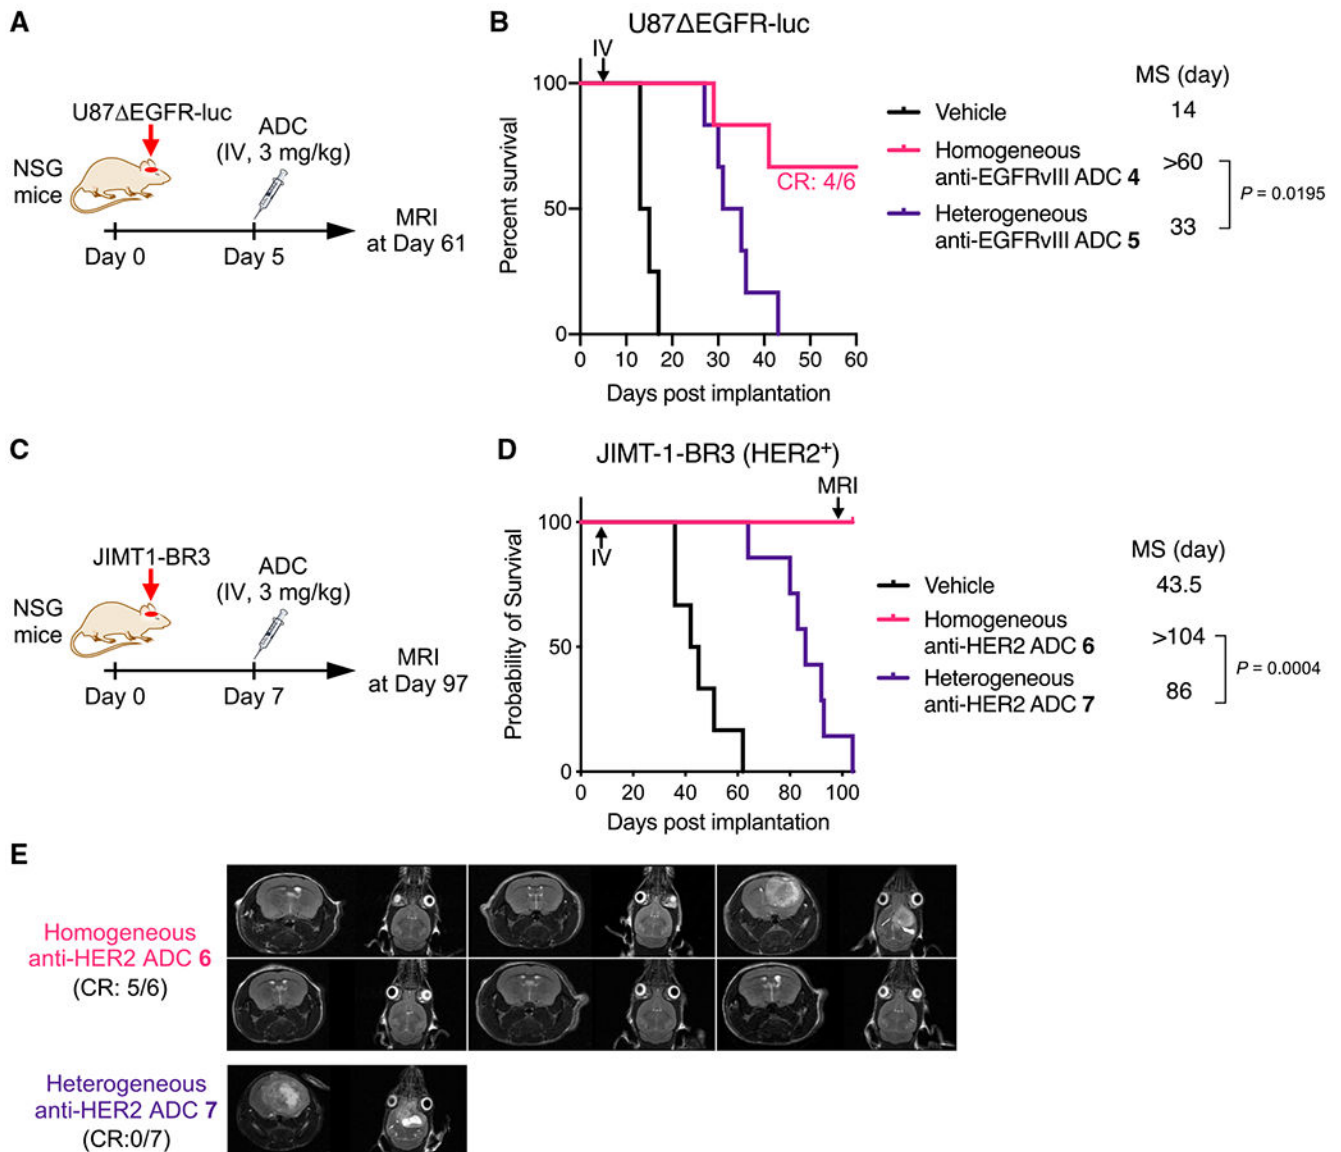 A
U87ΔEGFR-luc
NSG
mice
ADC
(IV, 3 mg/kg)
Day 0
Day 5
MRI
at Day 61
B
U87ΔEGFR-luc
IV
Percent survival
100
50
0
CR: 4/6
0 10 20 30 40 50 60
Days post implantation
MS (day)
Vehicle
14
Homogeneous
anti-EGFRvIII ADC 4
>60
Heterogeneous
anti-EGFRvIII ADC 5
33
P = 0.0195
C
JIMT1-BR3
NSG
mice
ADC
(IV, 3 mg/kg)
Day 0
Day 7
MRI
at Day 97
D
JIMT-1-BR3 (HER2⁺)
MRI
IV
Probability of Survival
100
50
0
0 20 40 60 80 100
Days post implantation
MS (day)
Vehicle
43.5
Homogeneous
anti-HER2 ADC 6
>104
Heterogeneous
anti-HER2 ADC 7
86
P = 0.0004
E
Homogeneous
anti-HER2 ADC 6
(CR: 5/6)
Heterogeneous
anti-HER2 ADC 7
(CR:0/7)